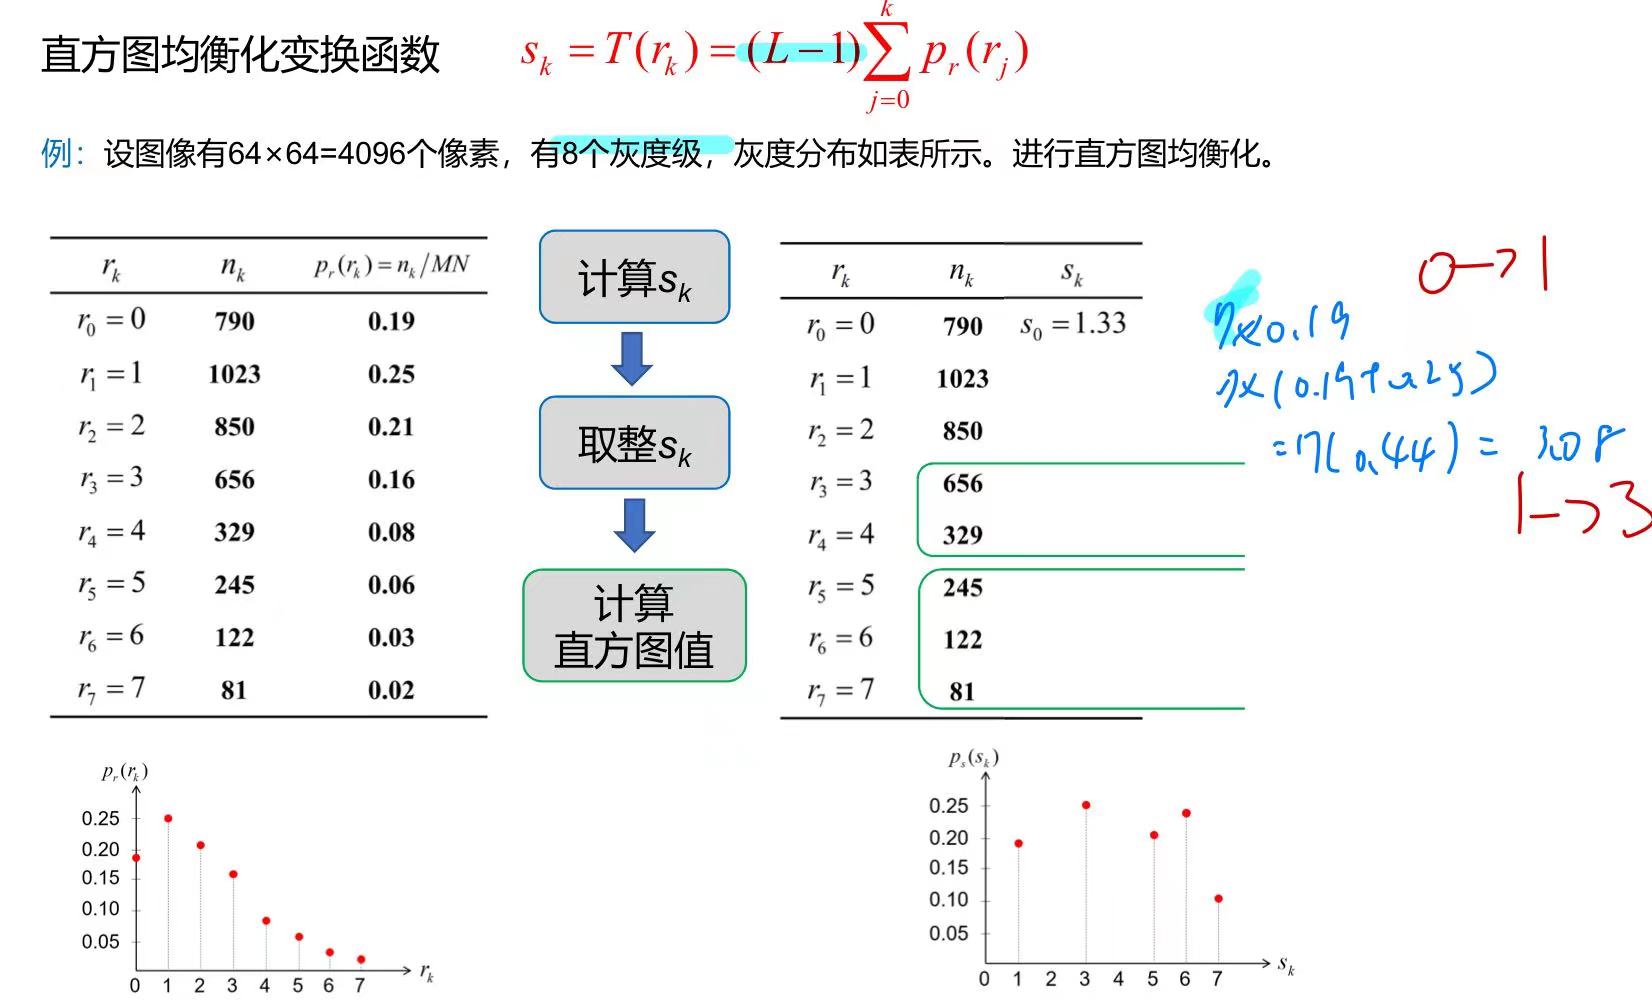 直方图均衡化变换函数 s_k = T(r_k) = (L−1)∑_{j=0}^{k} p_r(r_j)
例：设图像有64×64=4096个像素，有8个灰度级，灰度分布如表所示。进行直方图均衡化。
r_k n_k p_r(r_k) = n_k/MN
r_0 = 0 790 0.19
r_1 = 1 1023 0.25
r_2 = 2 850 0.21
r_3 = 3 656 0.16
r_4 = 4 329 0.08
r_5 = 5 245 0.06
r_6 = 6 122 0.03
r_7 = 7 81 0.02
计算s_k
取整s_k
计算
直方图值
r_k n_k s_k
r_0 = 0 790 s_0 = 1.33
r_1 = 1 1023
r_2 = 2 850
r_3 = 3 656
r_4 = 4 329
r_5 = 5 245
r_6 = 6 122
r_7 = 7 81
0→1
7×0.19
7×(0.19+0.25)
=7(0.44) = 3.08
1→3
p_r(r_k)
0.25
0.20
0.15
0.10
0.05
0 1 2 3 4 5 6 7 r_k
p_s(s_k)
0.25
0.20
0.15
0.10
0.05
0 1 2 3 4 5 6 7 s_k